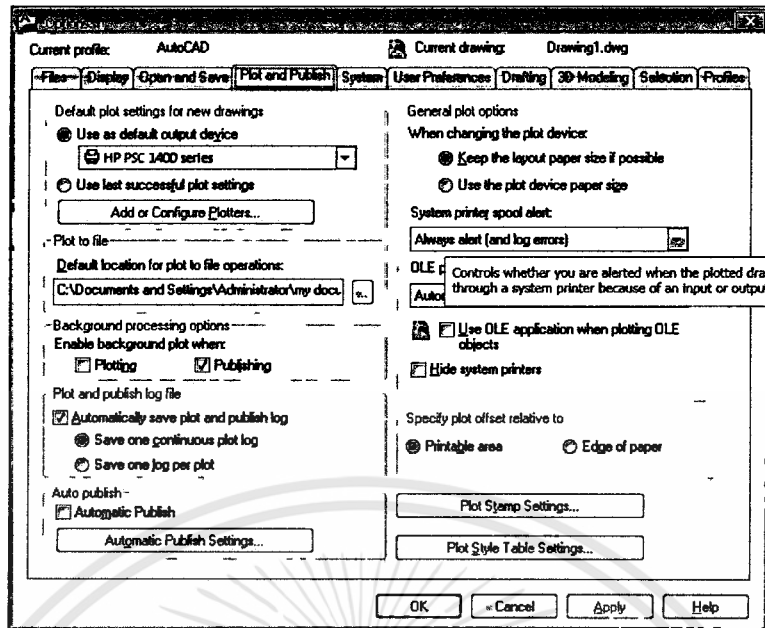 Options
Current profile: AutoCAD Current drawing: Drawing1.dwg
Files Display Open and Save Plot and Publish System User Preferences Drafting 3D Modeling Selection Profiles
Default plot settings for new drawings
Use as default output device
HP PSC 1400 series
Use last successful plot settings
Add or Configure Plotters...
Plot to file
Default location for plot to file operations:
C:\Documents and Settings\Administrator\my docu
Background processing options
Enable background plot when:
Plotting Publishing
Plot and publish log file
Automatically save plot and publish log
Save one continuous plot log
Save one log per plot
Auto publish
Automatic Publish
Automatic Publish Settings...
General plot options
When changing the plot device:
Keep the layout paper size if possible
Use the plot device paper size
System printer spool alert:
Always alert (and log errors)
OLE p
Controls whether you are alerted when the plotted dra
through a system printer because of an input or output
Auto
Use OLE application when plotting OLE
objects
Hide system printers
Specify plot offset relative to
Printable area Edge of paper
Plot Stamp Settings...
Plot Style Table Settings...
OK Cancel Apply Help